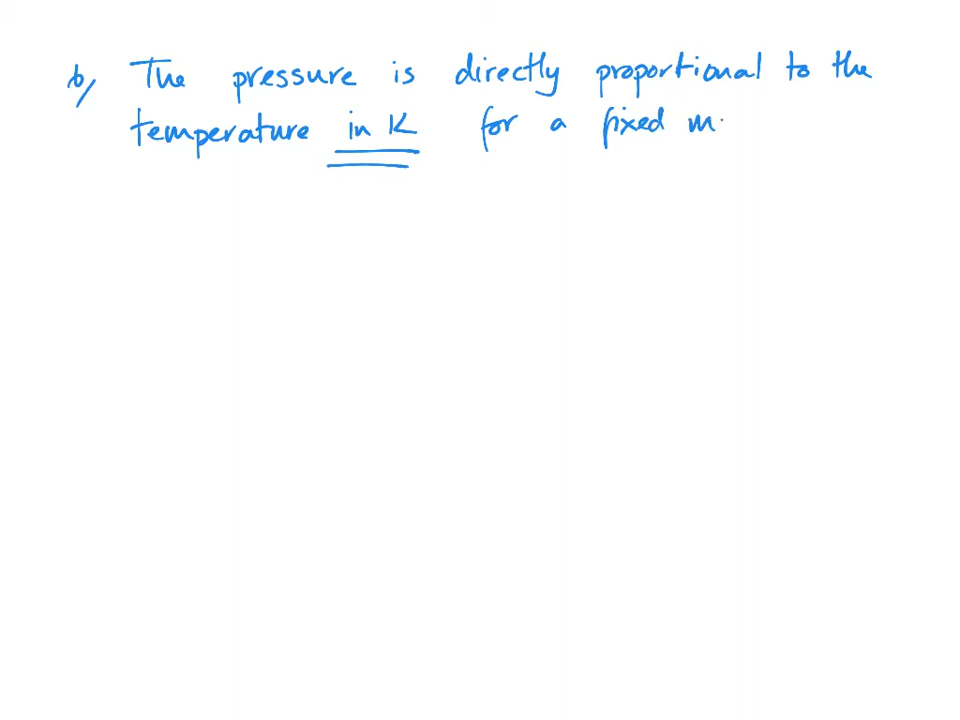 b, The pressure is directly proportional to the
temperature in K for a fixed m